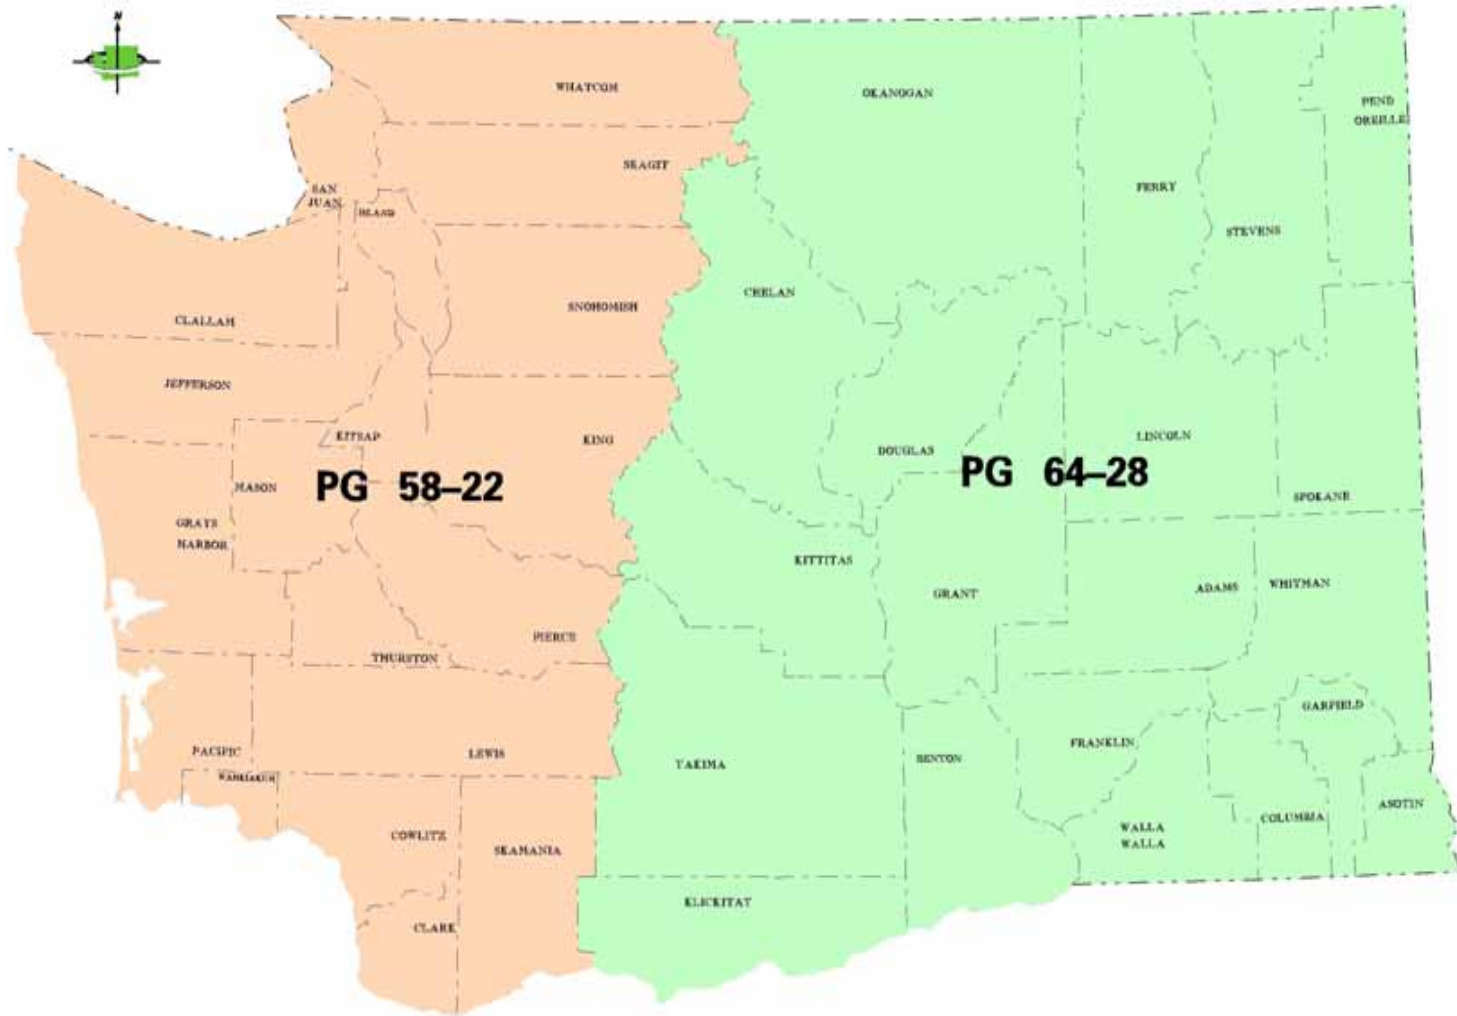 N
WHATCOM
OKANOGAN
PEND
OREILLE
SKAGIT
SAN
JUAN
ISLAND
FERRY
STEVENS
CHELAN
SNOHOMISH
CLALLAM
JEFFERSON
KITSAP
KING
DOUGLAS
LINCOLN
PG 58–22
PG 64–28
MASON
SPOKANE
GRAYS
HARBOR
KITTITAS
GRANT
ADAMS
WHITMAN
PIERCE
THURSTON
GARFIELD
PACIFIC
LEWIS
FRANKLIN
YAKIMA
BENTON
WAHKIAKUM
ASOTIN
COWLITZ
SKAMANIA
WALLA
WALLA
COLUMBIA
KLICKITAT
CLARK